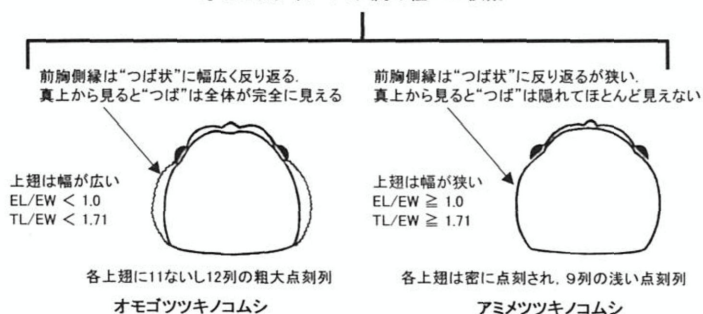 前胸側縁は“つば状”に幅広く反り返る.
真上から見ると“つば”は全体が完全に見える
前胸側縁は“つば状”に反り返るが狭い.
真上から見ると“つば”は隠れてほとんど見えない
上翅は幅が広い
EL/EW < 1.0
TL/EW < 1.71
上翅は幅が狭い
EL/EW ≧ 1.0
TL/EW ≧ 1.71
各上翅に11ないし12列の粗大点刻列
各上翅は密に点刻され, 9列の浅い点刻列
オモゴツツキノコムシ
アミメツツキノコムシ